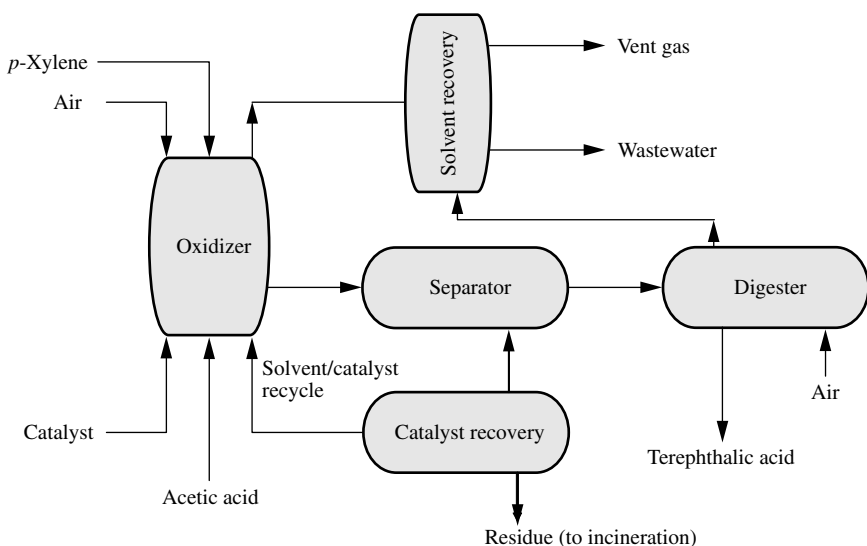 p-Xylene
Air
Solvent recovery
Vent gas
Wastewater
Oxidizer
Separator
Digester
Solvent/catalyst
recycle
Catalyst
Catalyst recovery
Air
Acetic acid
Terephthalic acid
Residue (to incineration)